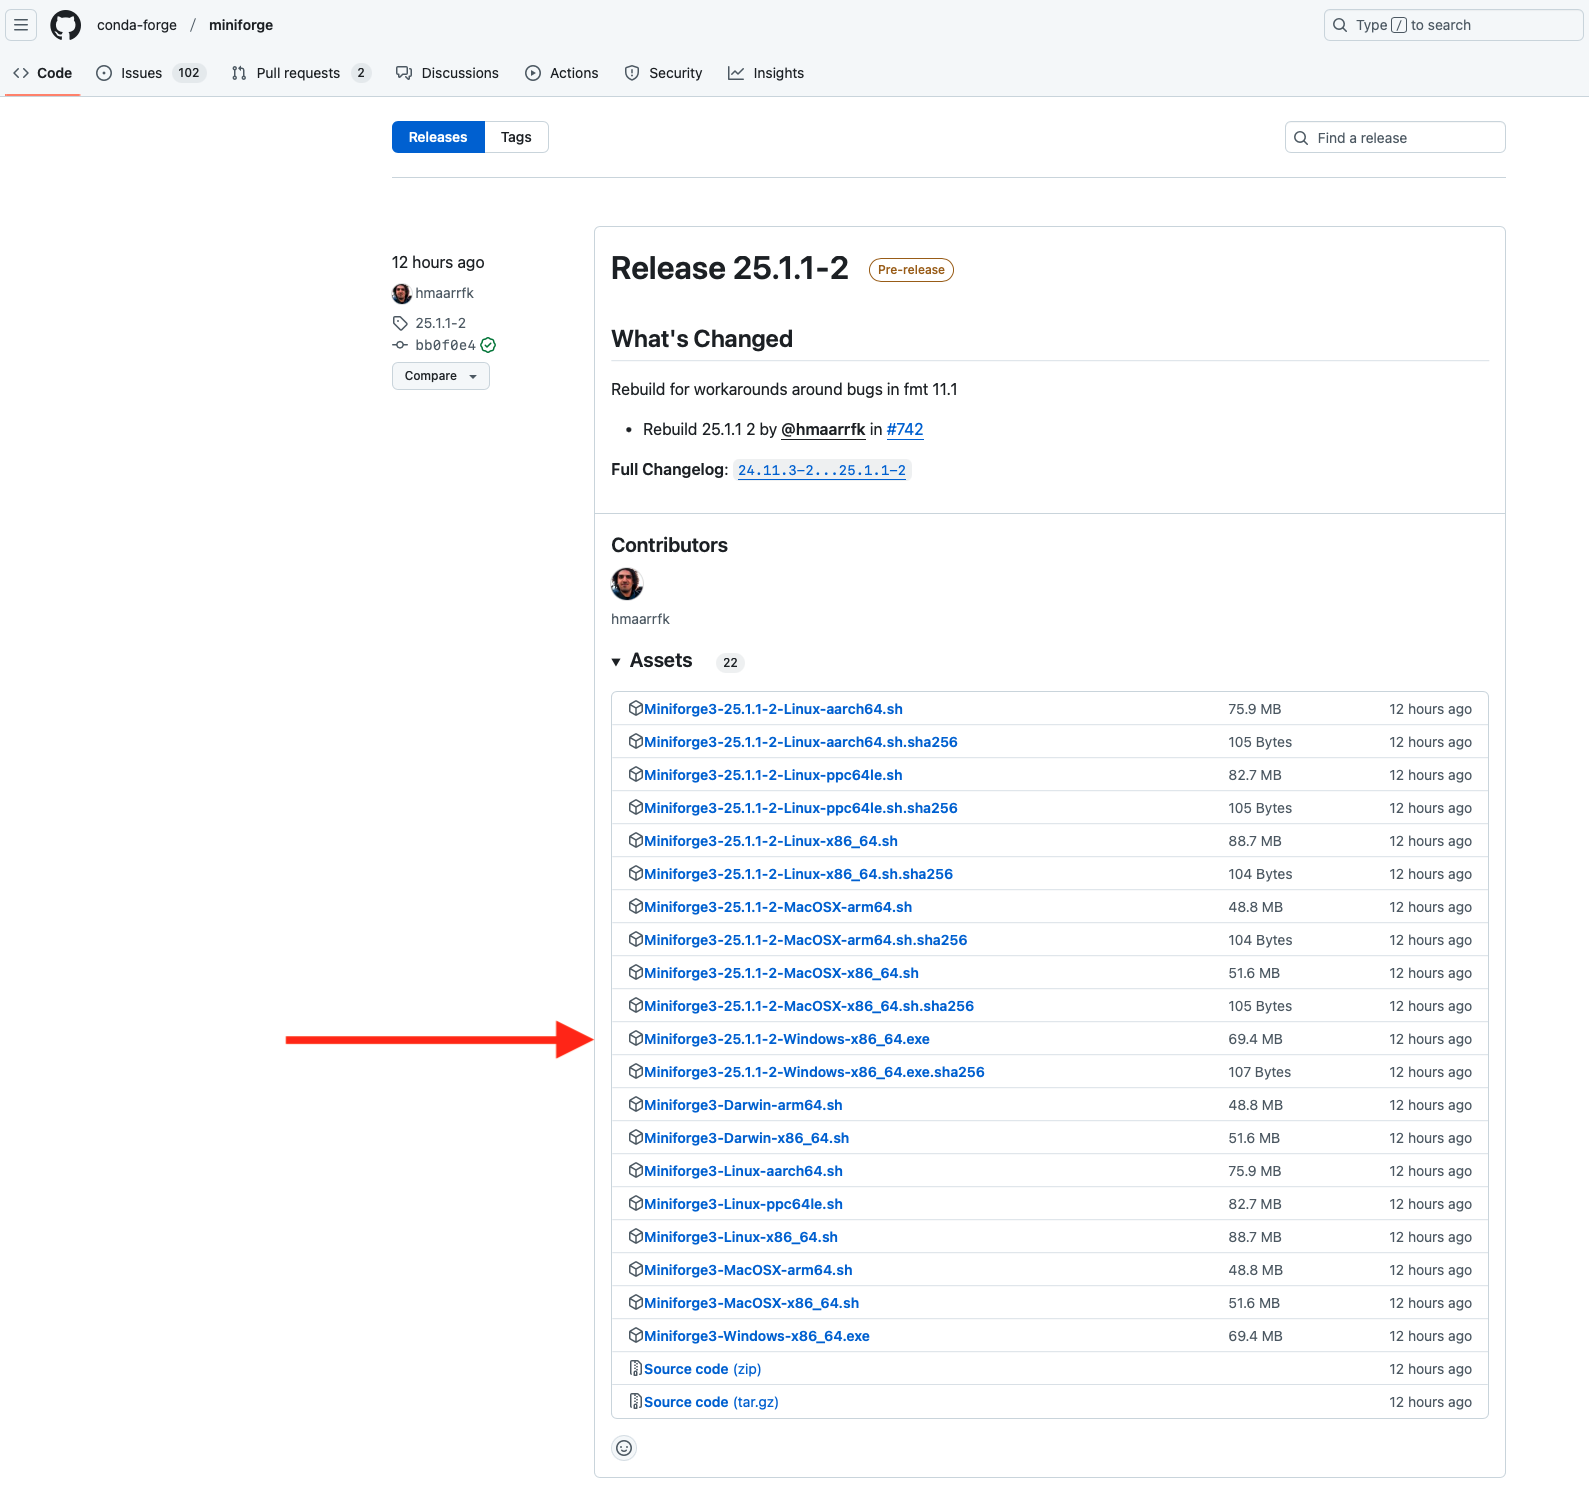 conda-forge / miniforge
Type / to search
Code
Issues 102
Pull requests 2
Discussions
Actions
Security
Insights
Releases
Tags
Find a release
12 hours ago
hmaarrfk
25.1.1-2
bb0f0e4
Compare
Release 25.1.1-2 Pre-release
What's Changed
Rebuild for workarounds around bugs in fmt 11.1
• Rebuild 25.1.1 2 by @hmaarrfk in #742
Full Changelog: 24.11.3-2...25.1.1-2
Contributors
hmaarrfk
Assets 22
Miniforge3-25.1.1-2-Linux-aarch64.sh 75.9 MB 12 hours ago
Miniforge3-25.1.1-2-Linux-aarch64.sh.sha256 105 Bytes 12 hours ago
Miniforge3-25.1.1-2-Linux-ppc64le.sh 82.7 MB 12 hours ago
Miniforge3-25.1.1-2-Linux-ppc64le.sh.sha256 105 Bytes 12 hours ago
Miniforge3-25.1.1-2-Linux-x86_64.sh 88.7 MB 12 hours ago
Miniforge3-25.1.1-2-Linux-x86_64.sh.sha256 104 Bytes 12 hours ago
Miniforge3-25.1.1-2-MacOSX-arm64.sh 48.8 MB 12 hours ago
Miniforge3-25.1.1-2-MacOSX-arm64.sh.sha256 104 Bytes 12 hours ago
Miniforge3-25.1.1-2-MacOSX-x86_64.sh 51.6 MB 12 hours ago
Miniforge3-25.1.1-2-MacOSX-x86_64.sh.sha256 105 Bytes 12 hours ago
Miniforge3-25.1.1-2-Windows-x86_64.exe 69.4 MB 12 hours ago
Miniforge3-25.1.1-2-Windows-x86_64.exe.sha256 107 Bytes 12 hours ago
Miniforge3-Darwin-arm64.sh 48.8 MB 12 hours ago
Miniforge3-Darwin-x86_64.sh 51.6 MB 12 hours ago
Miniforge3-Linux-aarch64.sh 75.9 MB 12 hours ago
Miniforge3-Linux-ppc64le.sh 82.7 MB 12 hours ago
Miniforge3-Linux-x86_64.sh 88.7 MB 12 hours ago
Miniforge3-MacOSX-arm64.sh 48.8 MB 12 hours ago
Miniforge3-MacOSX-x86_64.sh 51.6 MB 12 hours ago
Miniforge3-Windows-x86_64.exe 69.4 MB 12 hours ago
Source code (zip) 12 hours ago
Source code (tar.gz) 12 hours ago